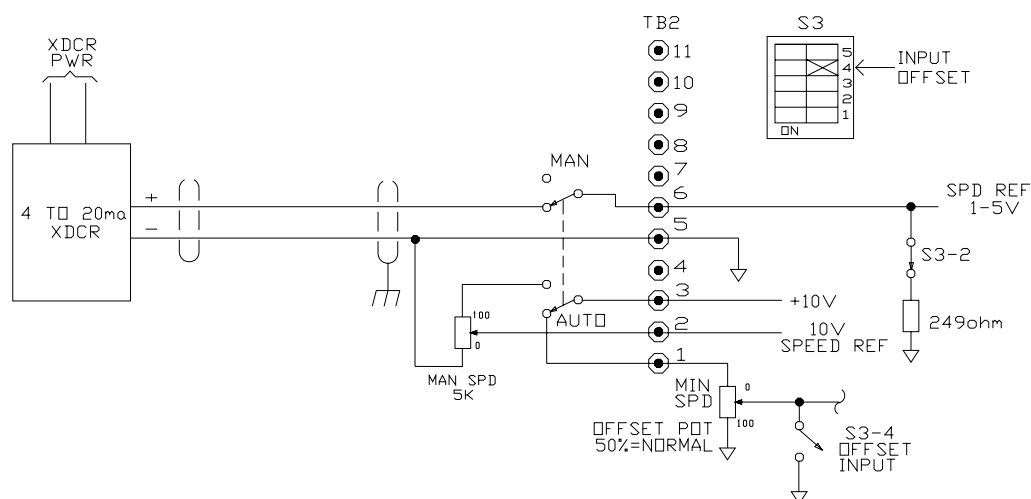 XDCR
PWR
4 TO 20ma
XDCR
+
−
MAN
AUTO
100
0
MAN SPD
5K
TB2
11
10
9
8
7
6
5
4
3
2
1
S3
5
4
3
2
1
ON
INPUT
OFFSET
SPD REF
1-5V
S3-2
249ohm
+10V
10V
SPEED REF
MIN
SPD
0
100
OFFSET POT
50%=NORMAL
S3-4
OFFSET
INPUT